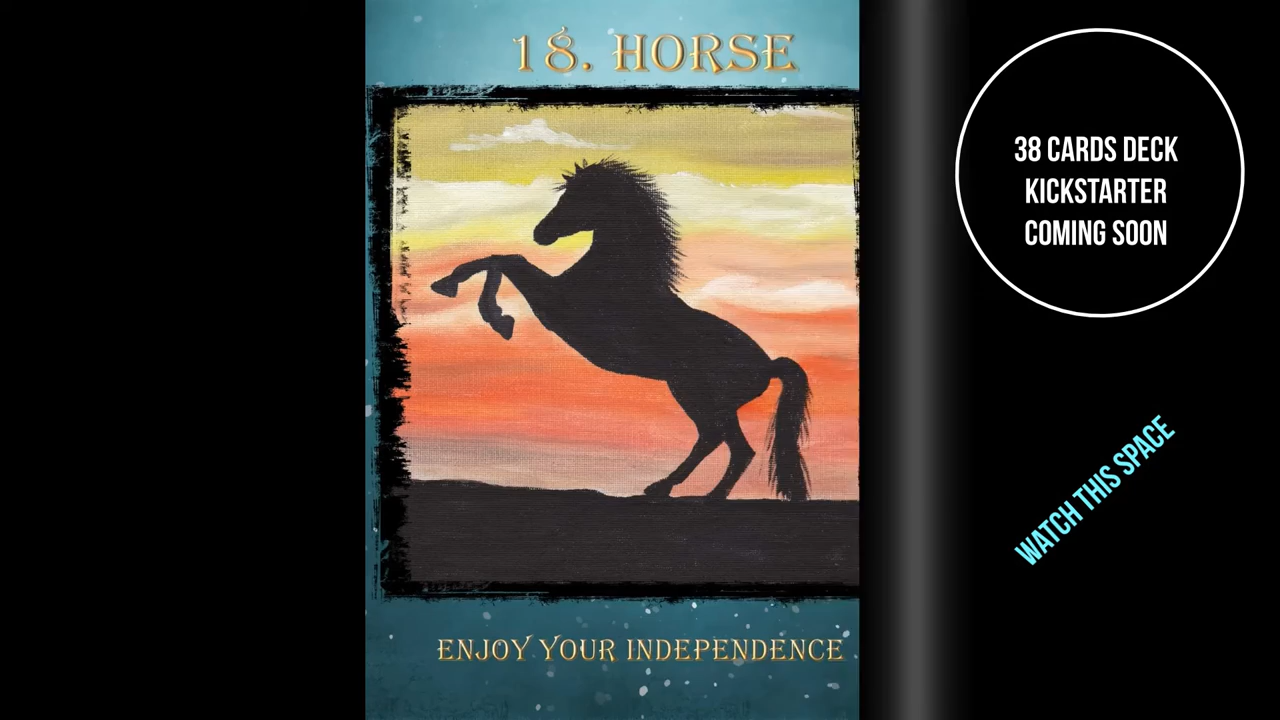 18. HORSE
38 CARDS DECK
KICKSTARTER
COMING SOON
WATCH THIS SPACE
ENJOY YOUR INDEPENDENCE